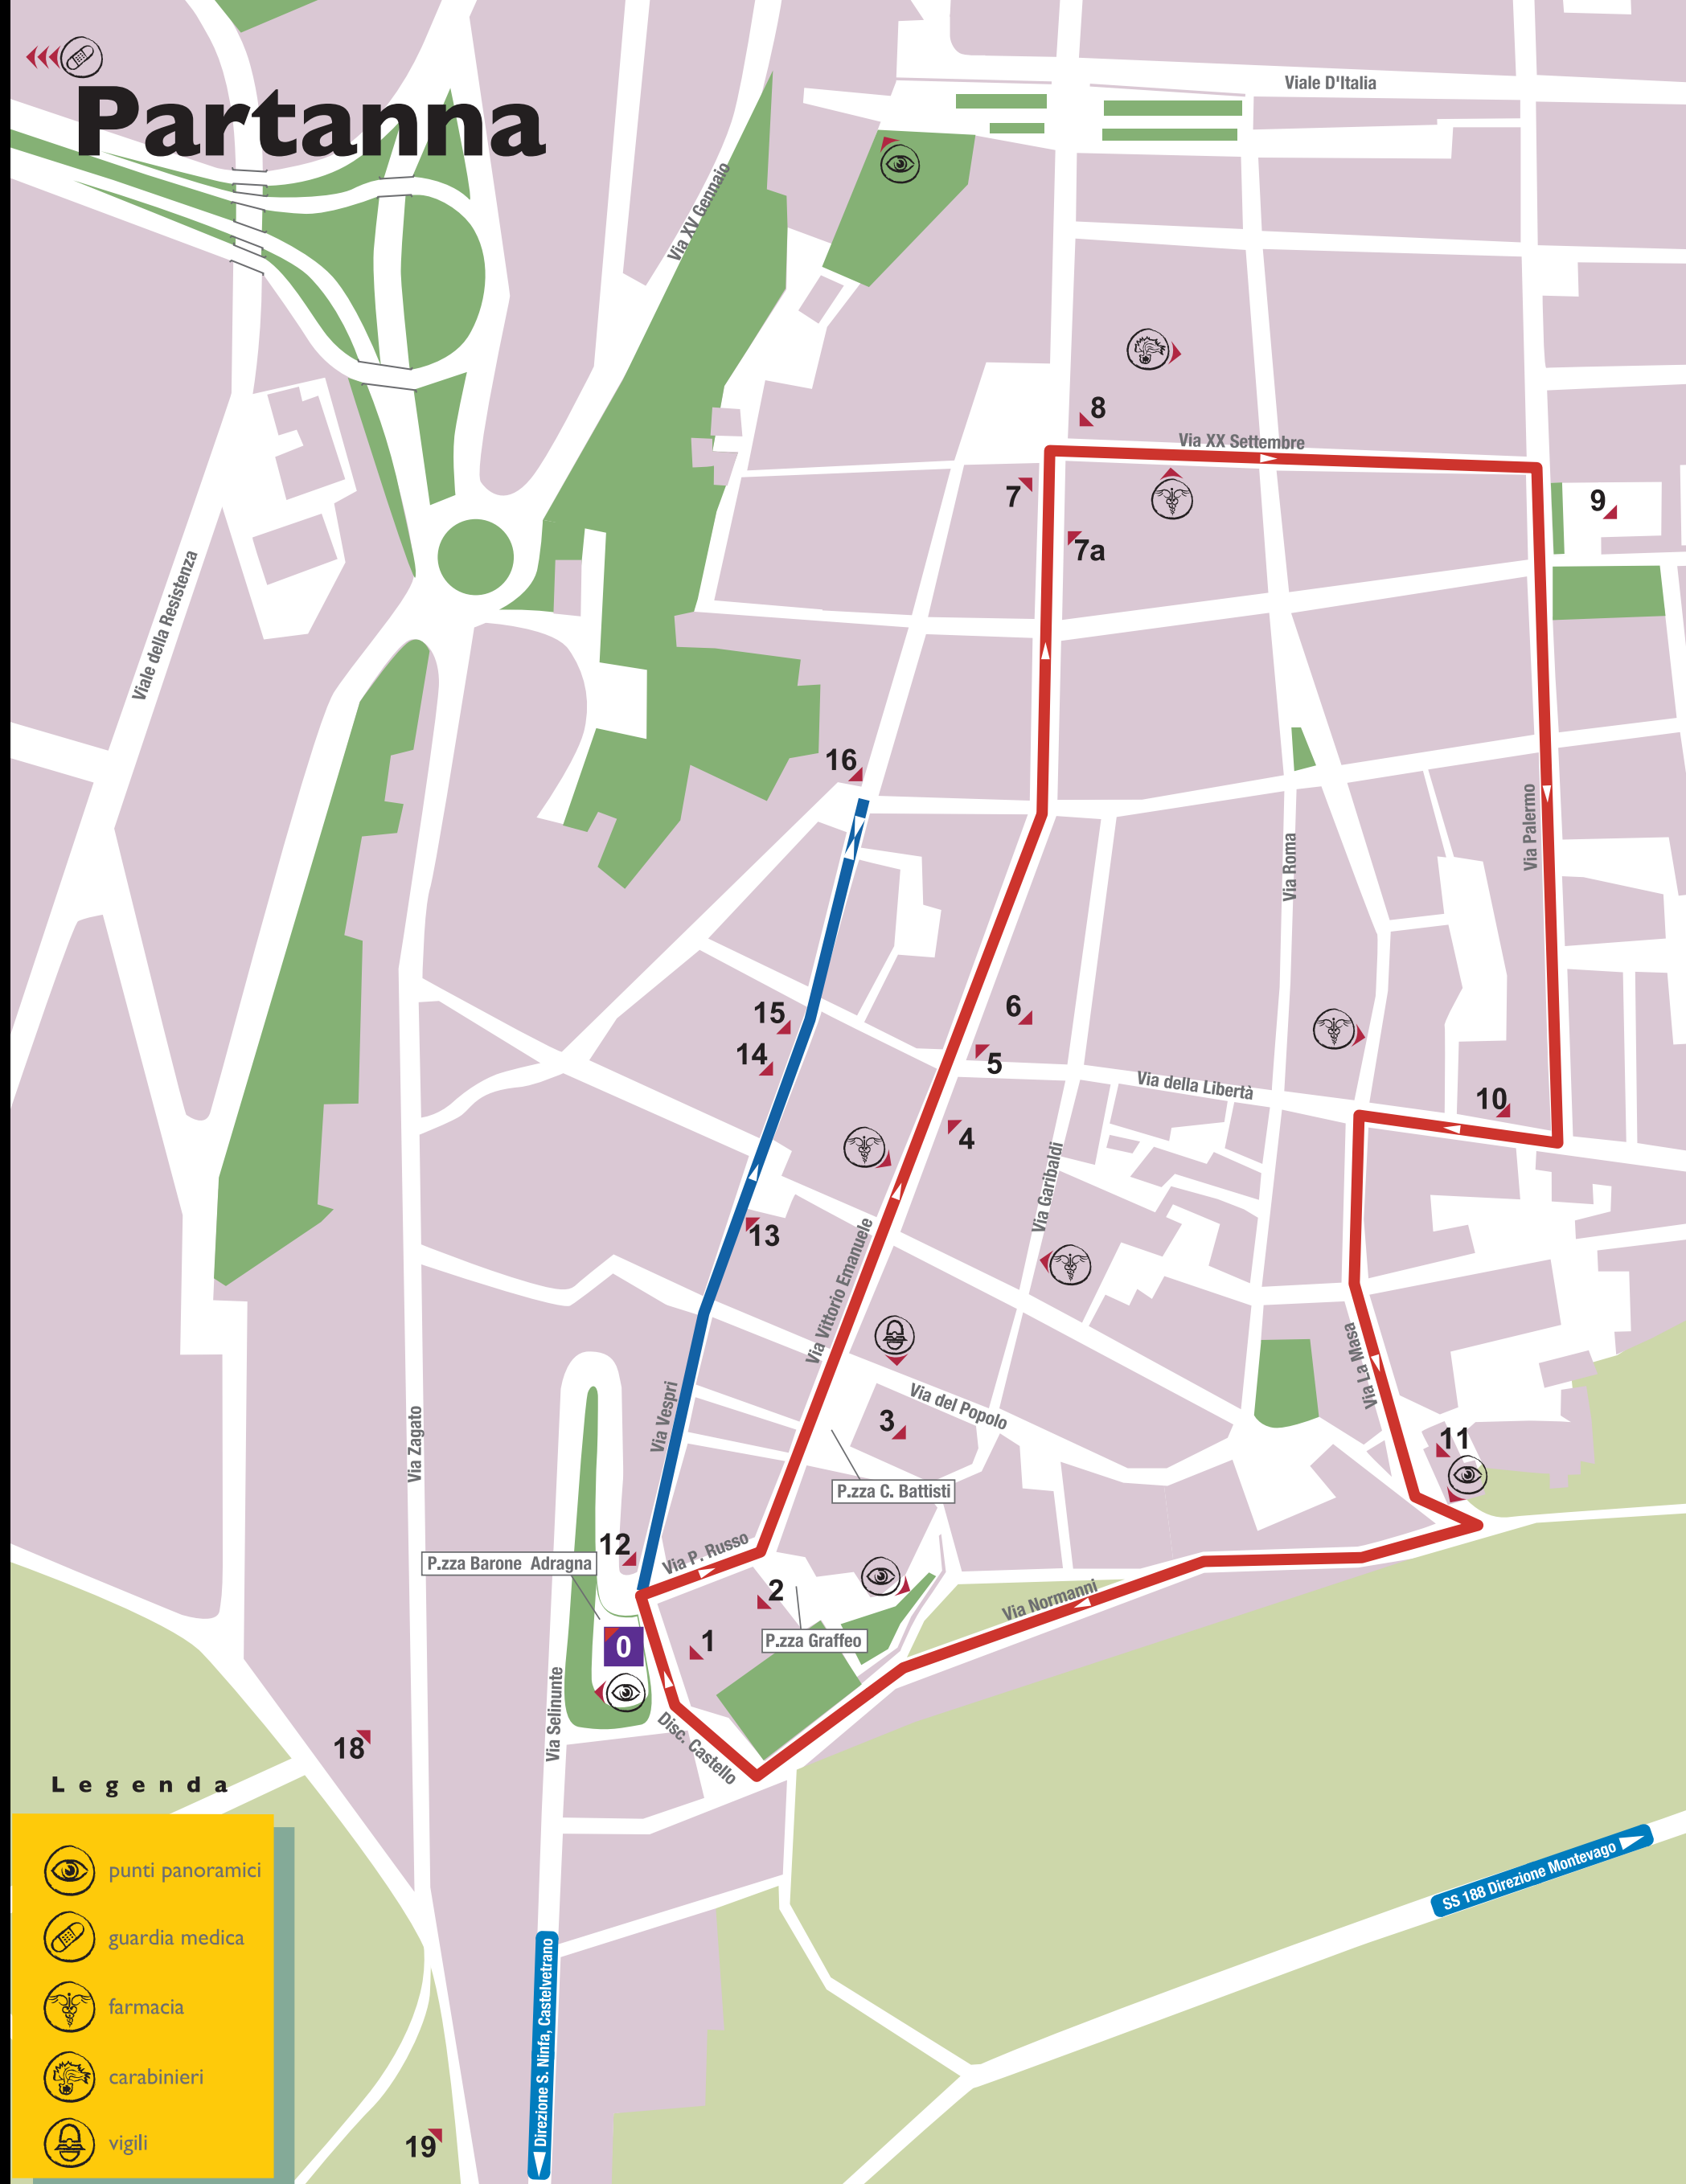 Partanna
Viale D'Italia
Via XV Gennaio
8
Via XX Settembre
7
9
7a
Viale della Resistenza
16
Via Palermo
Via Roma
6
15
14
5
Via della Libertà
10
4
Via Garibaldi
13
Via Vittorio Emanuele
Via La Masa
Via Vespri
Via del Popolo
3
Via Zagato
11
P.zza C. Battisti
12
Via P. Russo
P.zza Barone Adragna
2
Via Normanni
1
P.zza Graffeo
0
Via Selinunte
Disc. Castello
18
Legenda
punti panoramici
guardia medica
farmacia
carabinieri
vigili
SS 188 Direzione Montevago
Direzione S. Ninfa, Castelvetrano
19